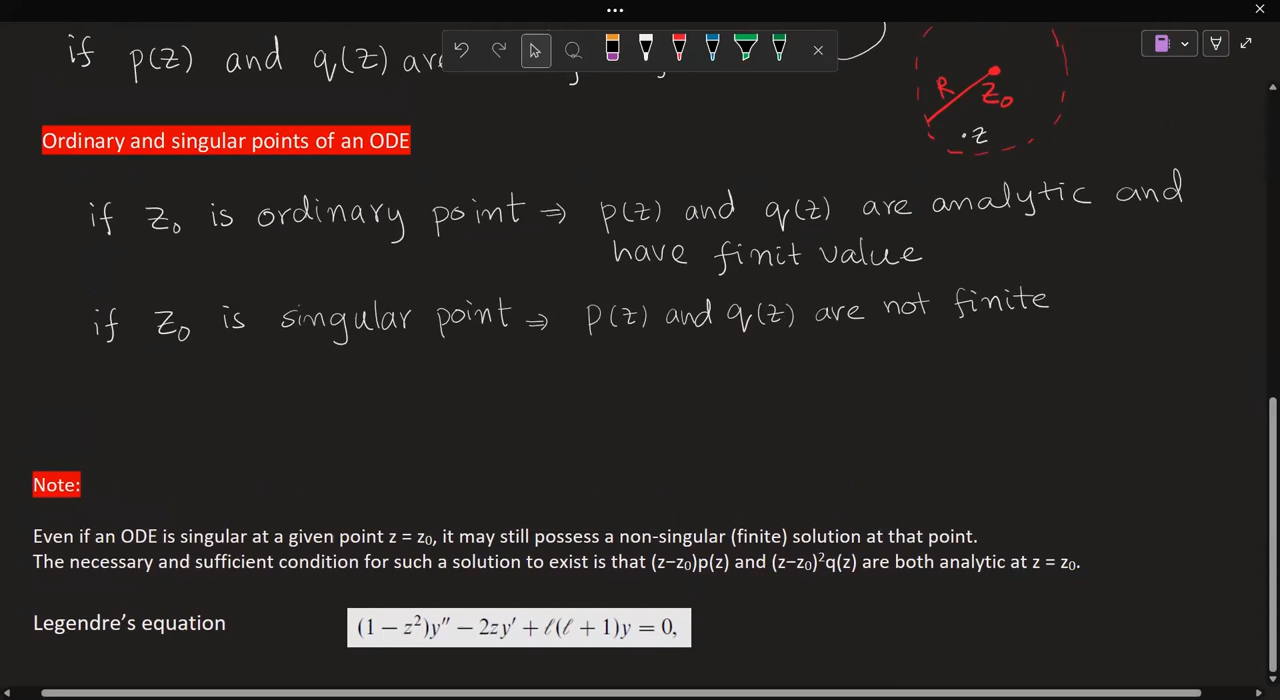 if p(z) and q(z) are
R
z₀
Ordinary and singular points of an ODE
.z
if z₀ is ordinary point ⇒ p(z) and q(z) are analytic and
have finit value
if z₀ is singular point ⇒ p(z) and q(z) are not finite
Note:
Even if an ODE is singular at a given point z = z₀, it may still possess a non-singular (finite) solution at that point.
The necessary and sufficient condition for such a solution to exist is that (z−z₀)p(z) and (z−z₀)²q(z) are both analytic at z = z₀.
Legendre’s equation (1 − z²)y″ − 2zy′ + ℓ(ℓ + 1)y = 0,